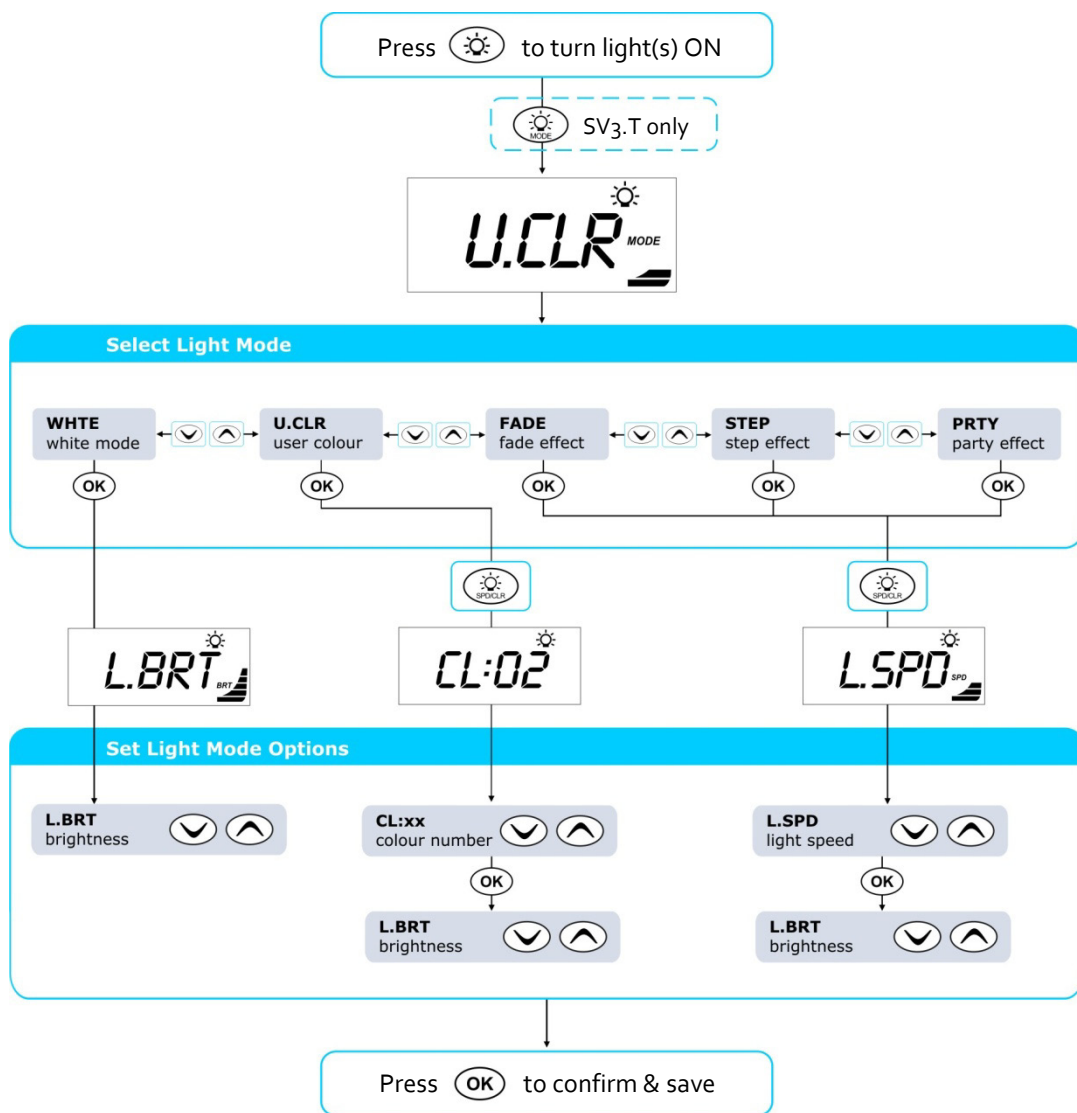 Press to turn light(s) ON
MODE
SV3.T only
U.CLR
MODE
Select Light Mode
WHTE
white mode
U.CLR
user colour
FADE
fade effect
STEP
step effect
PRTY
party effect
OK
OK
OK
OK
OK
SPD/CLR
SPD/CLR
L.BRT
BRT
CL:02
L.SPD
SPD
Set Light Mode Options
L.BRT
brightness
CL:xx
colour number
L.SPD
light speed
OK
OK
L.BRT
brightness
L.BRT
brightness
Press OK to confirm & save